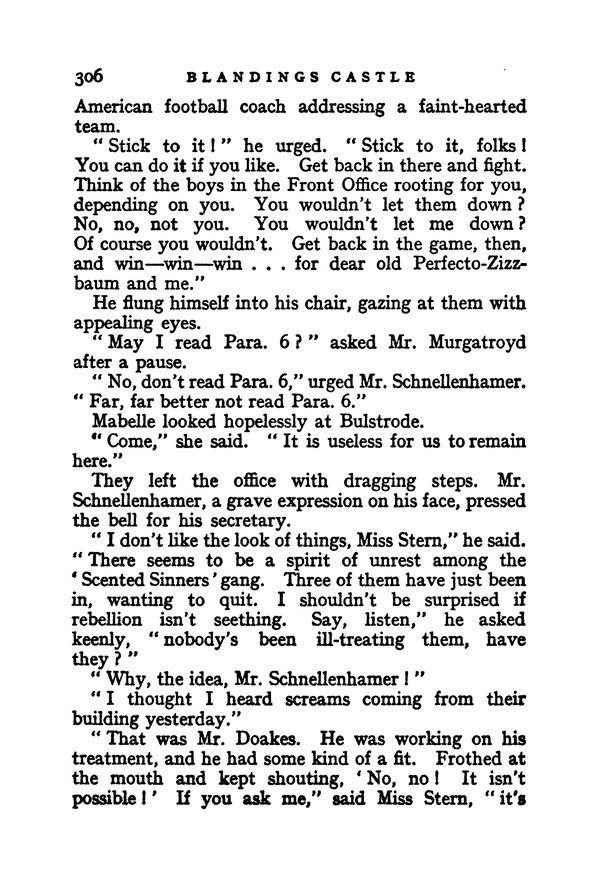 306 BLANDINGS CASTLE
American football coach addressing a faint-hearted
team.
“ Stick to it ! ” he urged. “ Stick to it, folks !
You can do it if you like. Get back in there and fight.
Think of the boys in the Front Office rooting for you,
depending on you. You wouldn't let them down ?
No, no, not you. You wouldn't let me down ?
Of course you wouldn't. Get back in the game, then,
and win—win—win . . . for dear old Perfecto-Zizz-
baum and me.”
He flung himself into his chair, gazing at them with
appealing eyes.
“ May I read Para. 6 ? ” asked Mr. Murgatroyd
after a pause.
“ No, don't read Para. 6,” urged Mr. Schnellenhamer.
“ Far, far better not read Para. 6.”
Mabelle looked hopelessly at Bulstrode.
“ Come,” she said. “ It is useless for us to remain
here.”
They left the office with dragging steps. Mr.
Schnellenhamer, a grave expression on his face, pressed
the bell for his secretary.
“ I don't like the look of things, Miss Stern,” he said.
“ There seems to be a spirit of unrest among the
‘ Scented Sinners ’ gang. Three of them have just been
in, wanting to quit. I shouldn't be surprised if
rebellion isn't seething. Say, listen,” he asked
keenly, “ nobody's been ill-treating them, have
they ? ”
“ Why, the idea, Mr. Schnellenhamer ! ”
“ I thought I heard screams coming from their
building yesterday.”
“ That was Mr. Doakes. He was working on his
treatment, and he had some kind of a fit. Frothed at
the mouth and kept shouting, ‘ No, no ! It isn't
possible ! ’ If you ask me,” said Miss Stern, “ it's